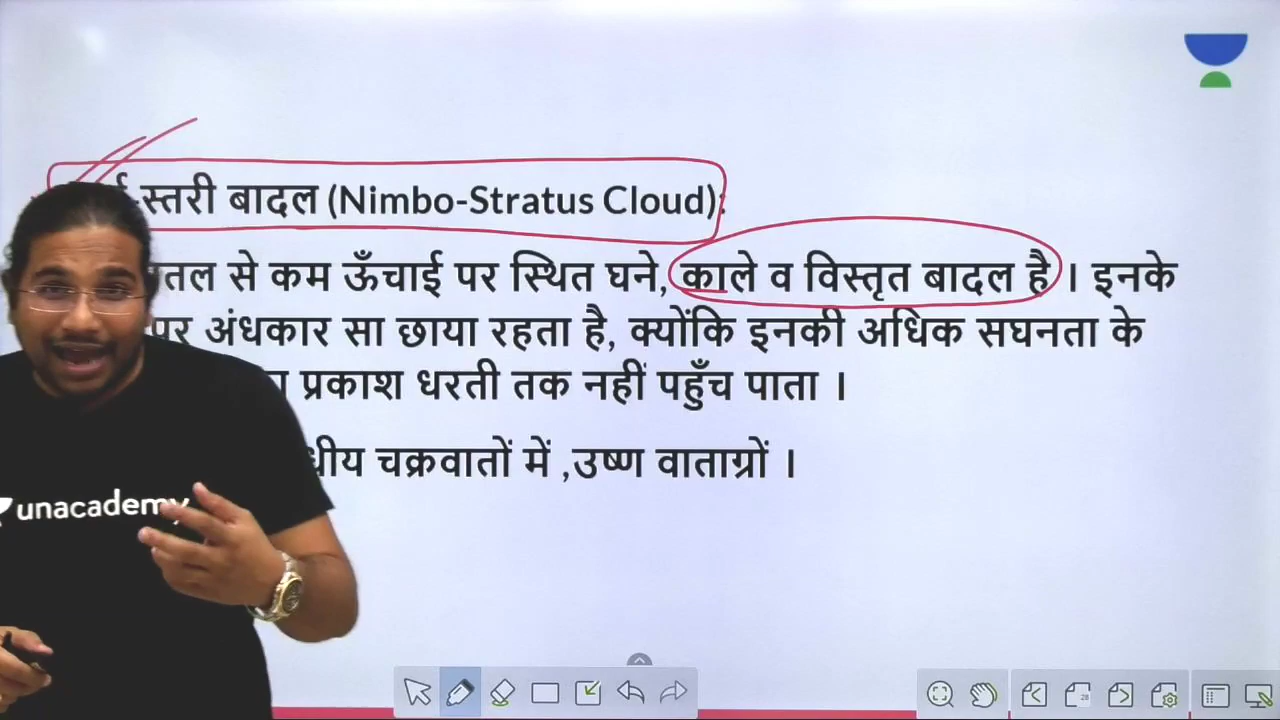 स्तरी बादल (Nimbo-Stratus Cloud):
से कम ऊँचाई पर स्थित घने, काले व विस्तृत बादल है । इनके
पर अंधकार सा छाया रहता है, क्योंकि इनकी अधिक सघनता के
प्रकाश धरती तक नहीं पहुँच पाता ।
चक्रवातों में ,उष्ण वाताग्रों ।
unacademy
28